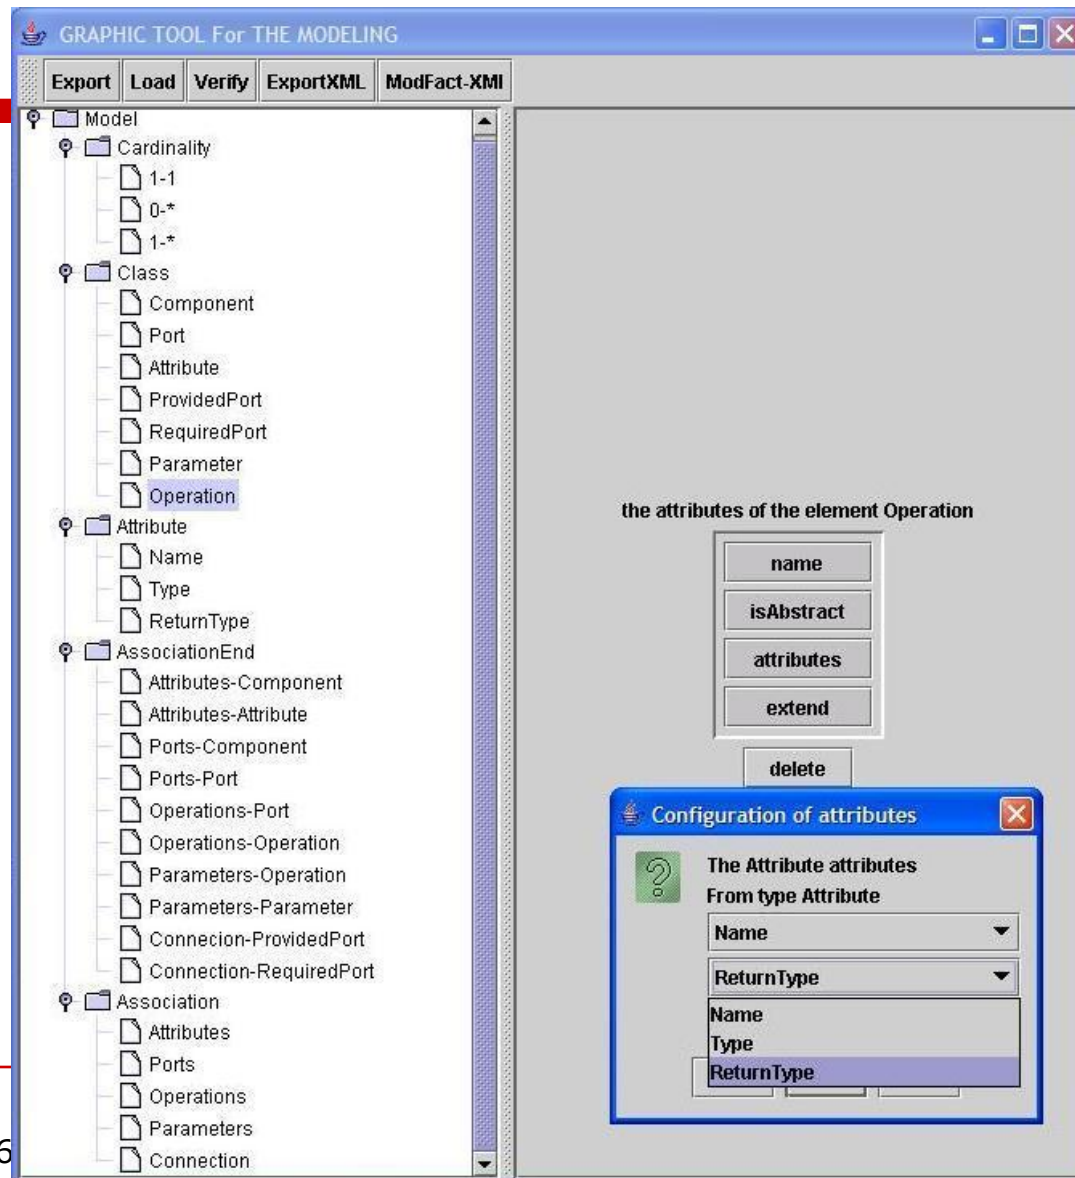 GRAPHIC TOOL For THE MODELING
Export Load Verify ExportXML ModFact-XMI
Model
Cardinality
1-1
0-*
1-*
Class
Component
Port
Attribute
ProvidedPort
RequiredPort
Parameter
Operation
Attribute
Name
Type
ReturnType
AssociationEnd
Attributes-Component
Attributes-Attribute
Ports-Component
Ports-Port
Operations-Port
Operations-Operation
Parameters-Operation
Parameters-Parameter
Connecion-ProvidedPort
Connection-RequiredPort
Association
Attributes
Ports
Operations
Parameters
Connection
the attributes of the element Operation
name
isAbstract
attributes
extend
delete
Configuration of attributes
The Attribute attributes
From type Attribute
Name
ReturnType
Name
Type
ReturnType
6